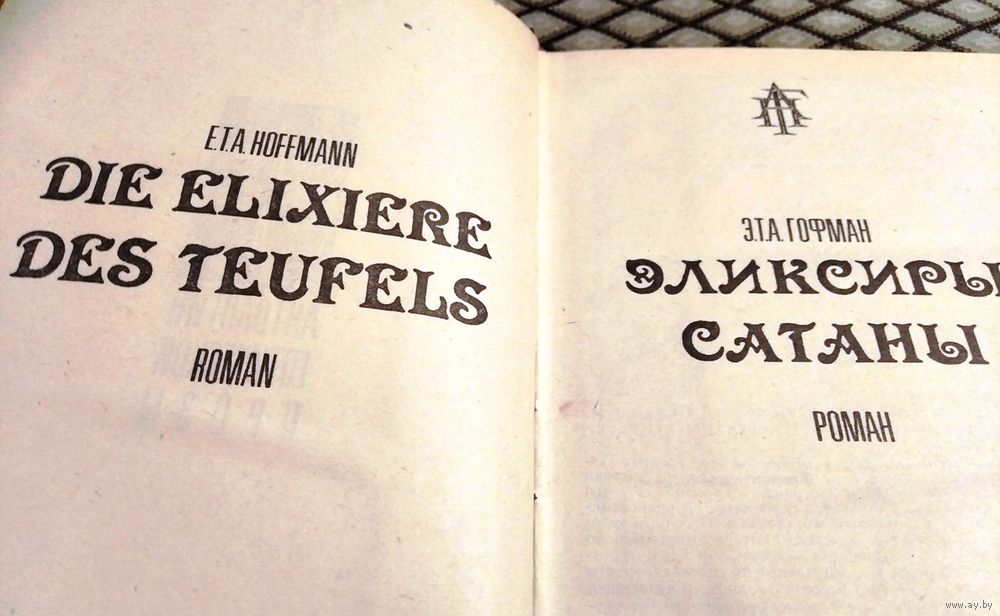 E.T.A. HOFFMANN
DIE ELIXIERE
DES TEUFELS
ROMAN
Э.Т.А. ГОФМАН
ЭЛИКСИРЫ
САТАНЫ
РОМАН
www.ay.by